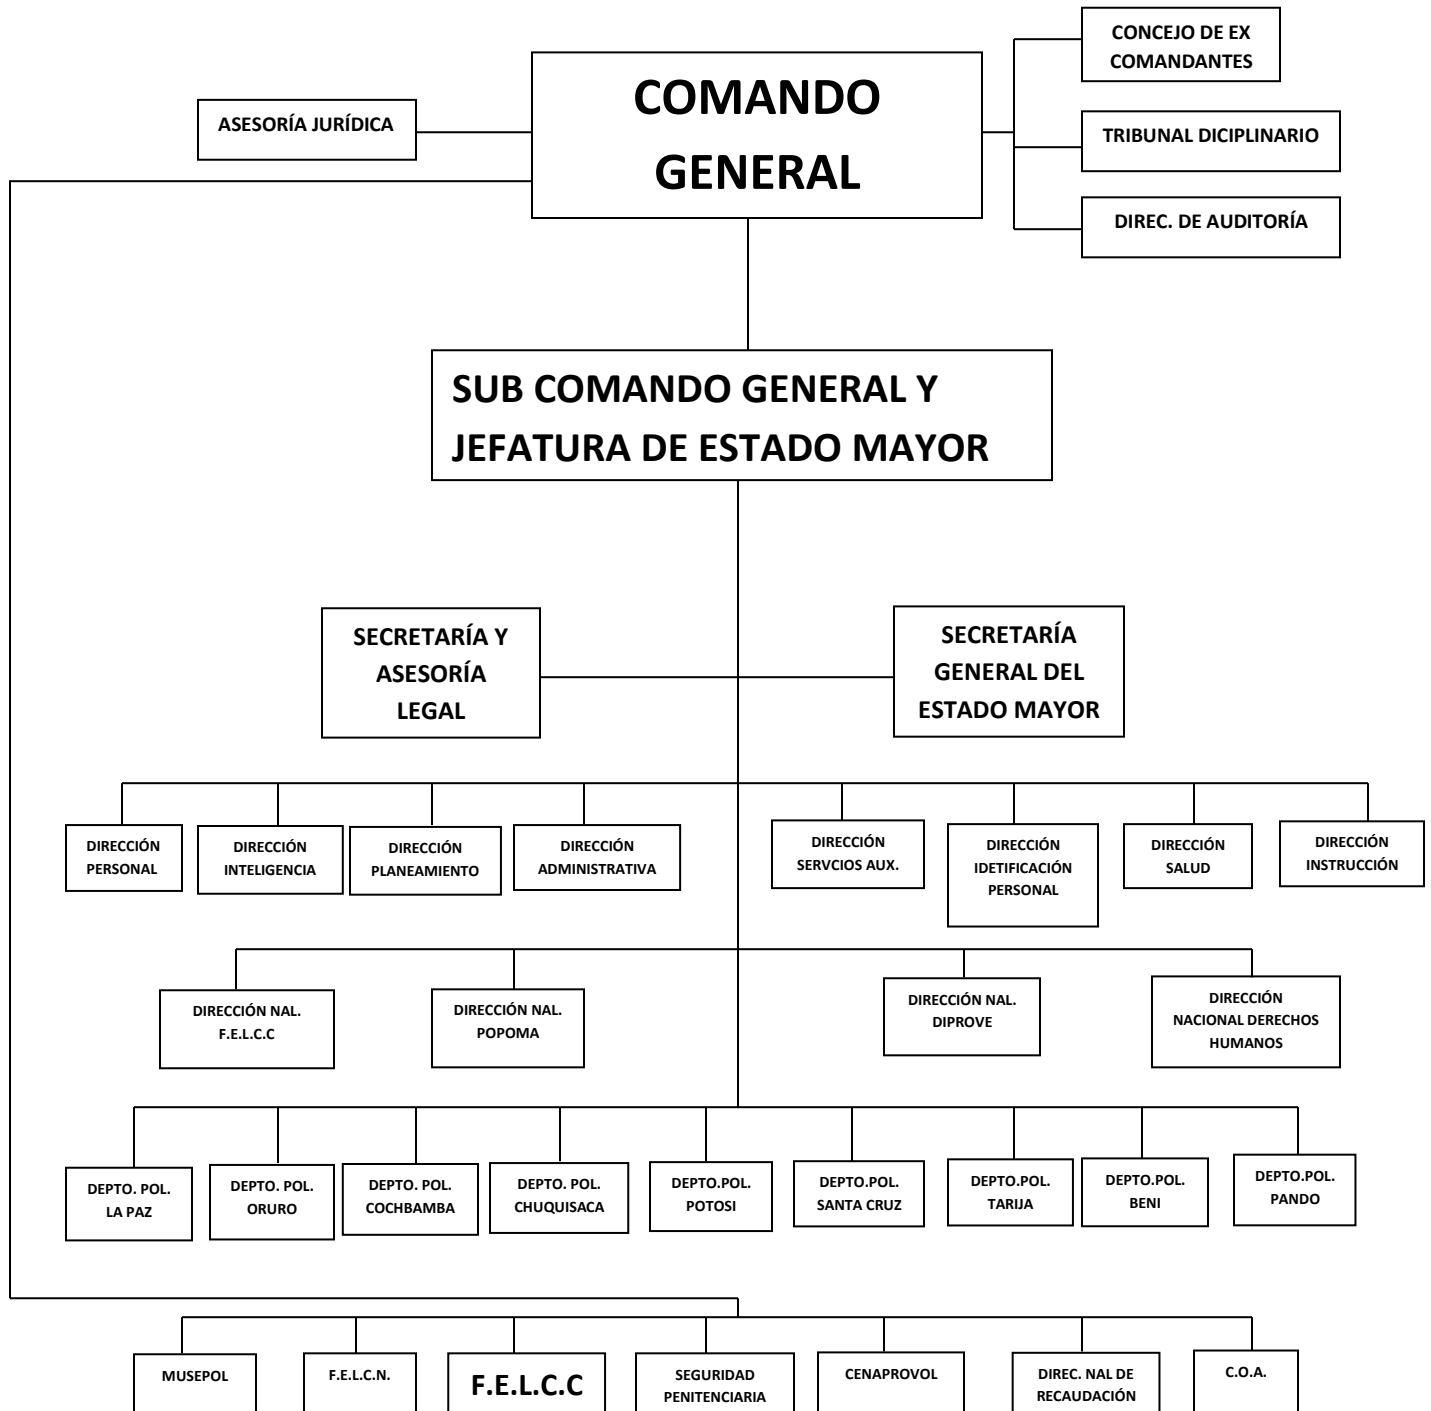 CONCEJO DE EX
COMANDANTES
COMANDO
GENERAL
ASESORÍA JURÍDICA
TRIBUNAL DICIPLINARIO
DIREC. DE AUDITORÍA
SUB COMANDO GENERAL Y
JEFATURA DE ESTADO MAYOR
SECRETARÍA Y
ASESORÍA
LEGAL
SECRETARÍA
GENERAL DEL
ESTADO MAYOR
DIRECCIÓN
PERSONAL
DIRECCIÓN
INTELIGENCIA
DIRECCIÓN
PLANEAMIENTO
DIRECCIÓN
ADMINISTRATIVA
DIRECCIÓN
SERVCIOS AUX.
DIRECCIÓN
IDETIFICACIÓN
PERSONAL
DIRECCIÓN
SALUD
DIRECCIÓN
INSTRUCCIÓN
DIRECCIÓN NAL.
F.E.L.C.C
DIRECCIÓN NAL.
POPOMA
DIRECCIÓN NAL.
DIPROVE
DIRECCIÓN
NACIONAL DERECHOS
HUMANOS
DEPTO. POL.
LA PAZ
DEPTO. POL.
ORURO
DEPTO. POL.
COCHBAMBA
DEPTO. POL.
CHUQUISACA
DEPTO.POL.
POTOSI
DEPTO.POL.
SANTA CRUZ
DEPTO.POL.
TARIJA
DEPTO.POL.
BENI
DEPTO.POL.
PANDO
MUSEPOL
F.E.L.C.N.
F.E.L.C.C
SEGURIDAD
PENITENCIARIA
CENAPROVOL
DIREC. NAL DE
RECAUDACIÓN
C.O.A.